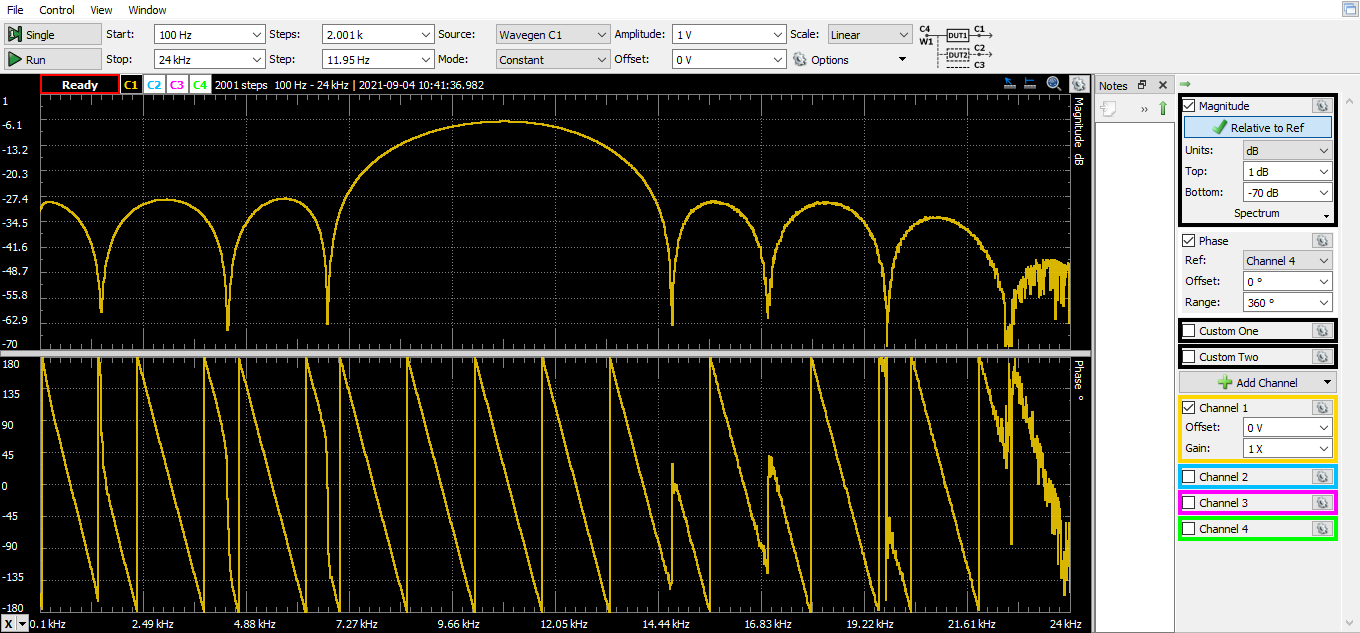 File Control View Window
Single Start: 100 Hz Steps: 2.001 k Source: Wavegen C1 Amplitude: 1 V Scale: Linear C4 W1 DUT1 C1
Run Stop: 24 kHz Step: 11.95 Hz Mode: Constant Offset: 0 V Options DUT2 C2 C3
Ready C1 C2 C3 C4 2001 steps 100 Hz - 24 kHz | 2021-09-04 10:41:36.982
1
-6.1
-13.2
-20.3
-27.4
-34.5
-41.6
-48.7
-55.8
-62.9
-70
Magnitude dB
180
135
90
45
0
-45
-90
-135
-180
Phase °
X 0.1 kHz 2.49 kHz 4.88 kHz 7.27 kHz 9.66 kHz 12.05 kHz 14.44 kHz 16.83 kHz 19.22 kHz 21.61 kHz 24 kHz
Notes
»
Magnitude
Relative to Ref
Units: dB
Top: 1 dB
Bottom: -70 dB
Spectrum
Phase
Ref: Channel 4
Offset: 0 °
Range: 360 °
Custom One
Custom Two
Add Channel
Channel 1
Offset: 0 V
Gain: 1 X
Channel 2
Channel 3
Channel 4